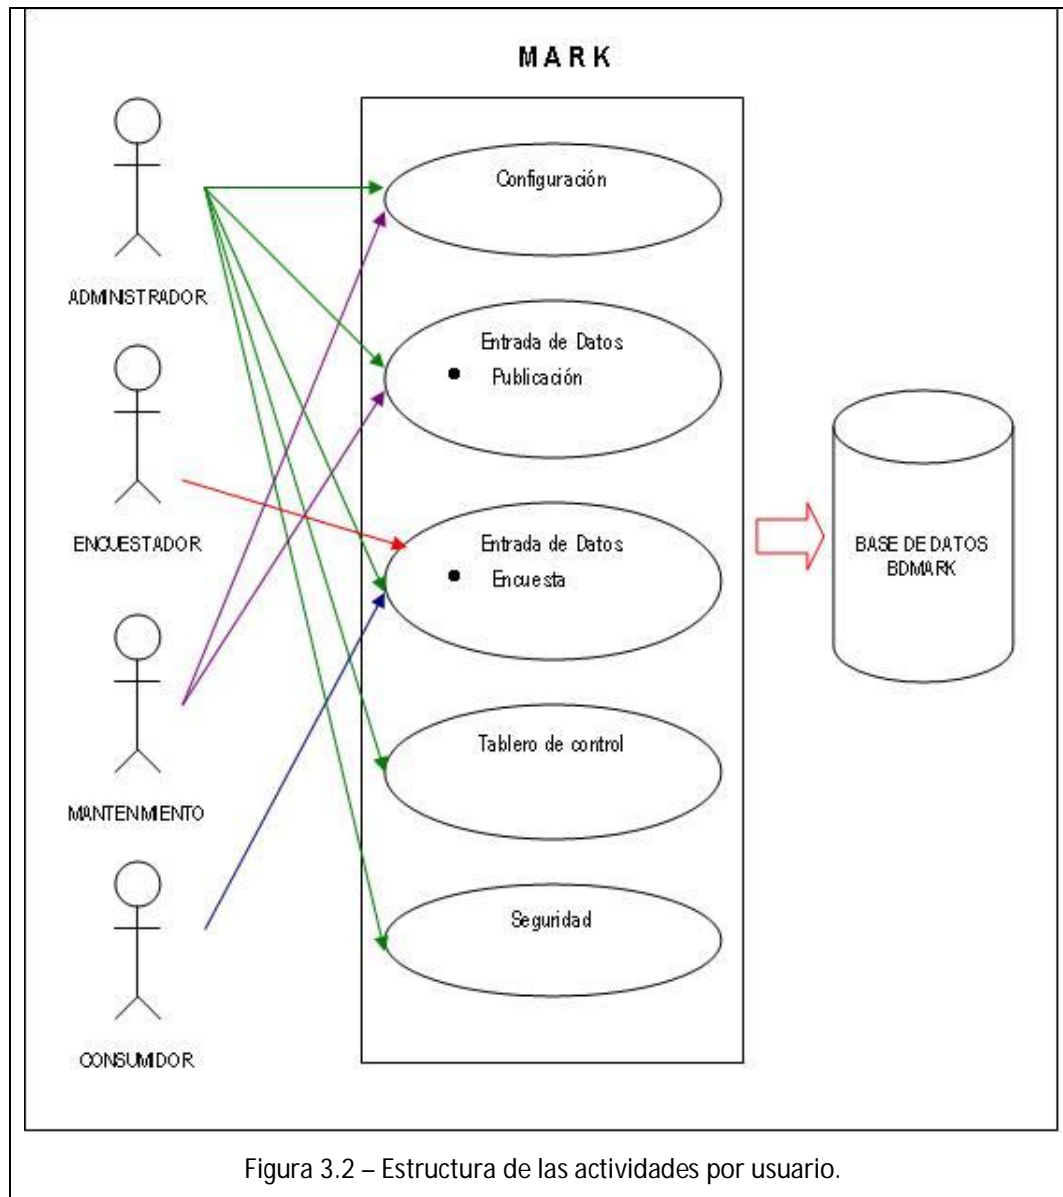 MARK
ADMINISTRADOR
ENCUESTADOR
MANTENMIENTO
CONSUMIDOR
Configuración
Entrada de Datos
• Publicación
Entrada de Datos
• Encuesta
Tablero de control
Seguridad
BASE DE DATOS
BDMARK
Figura 3.2 – Estructura de las actividades por usuario.